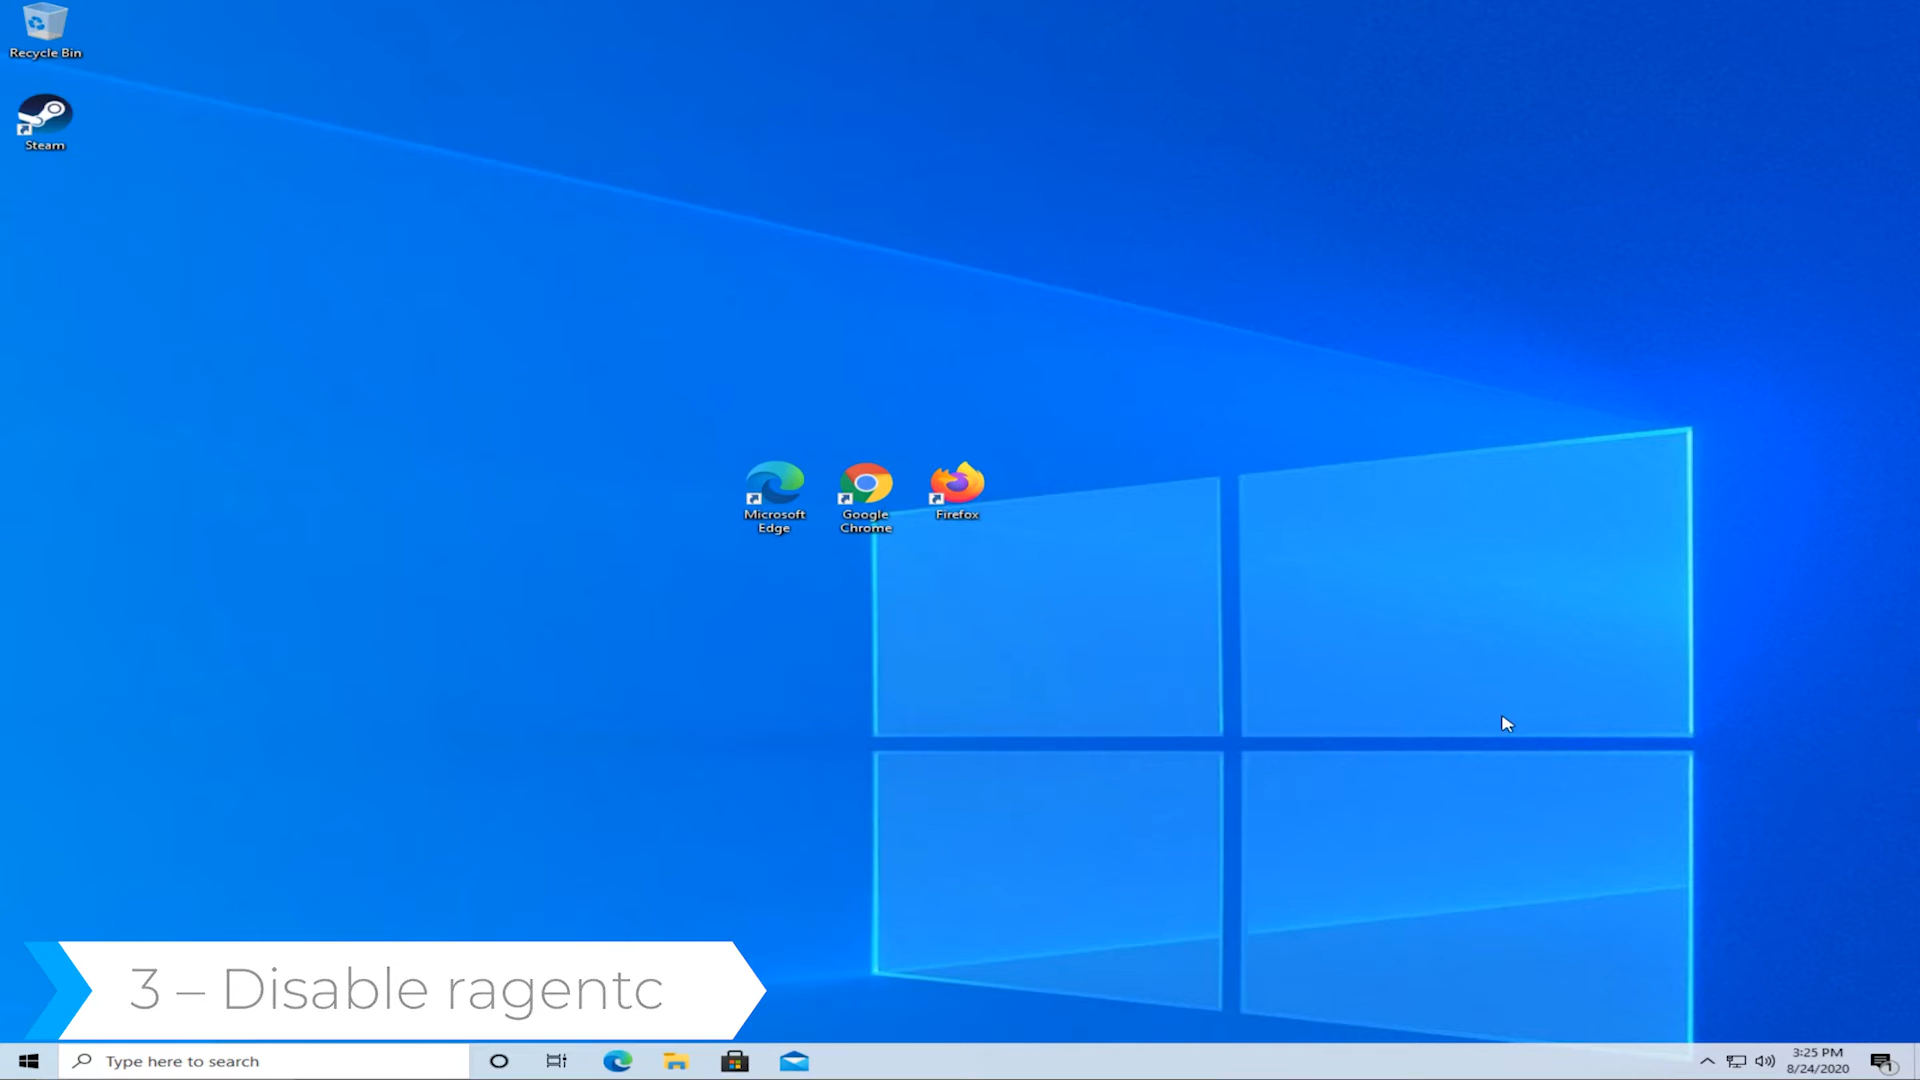 Recycle Bin
Steam
Microsoft
Edge
Google
Chrome
Firefox
3 – Disable ragentc
Type here to search
3:25 PM
8/24/2020
1